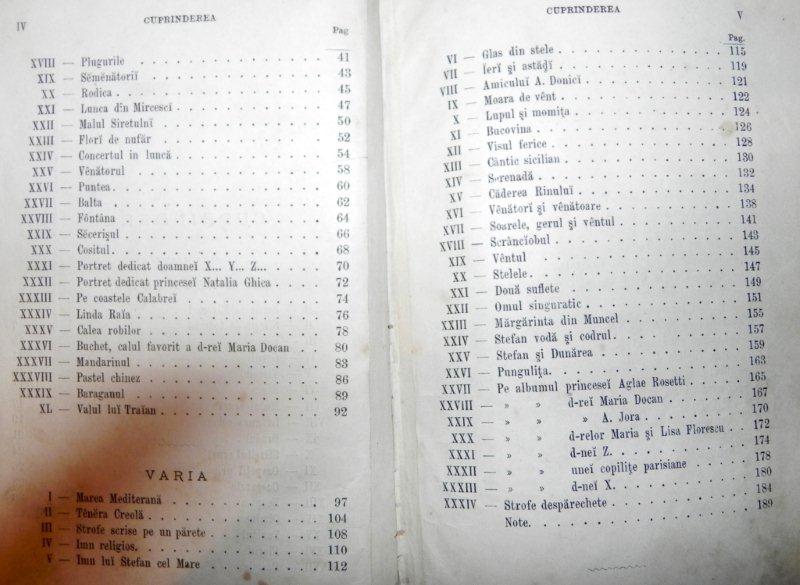 IV CUPRINDEREA
Pag
XVIII — Plugurile . . . . . . . . 41
XIX — Sĕmĕnătoriĭ . . . . . . . . 43
XX — Rodica . . . . . . . . 45
XXI — Lunca din Mircescĭ . . . . . . . . 47
XXII — Malul Siretuluĭ . . . . . . . . 50
XXIII — Florĭ de nufăr . . . . . . . . 52
XXIV — Concertul in luncă . . . . . . . . 54
XXV — Vĕnătorul . . . . . . . . 58
XXVI — Puntea . . . . . . . . 60
XXVII — Balta . . . . . . . . 62
XXVIII — Fôntâna . . . . . . . . 64
XXIX — Sĕcerişul . . . . . . . . 66
XXX — Cositul . . . . . . . . 68
XXXI — Portret dedicat doamneĭ X... Y... Z... . . . . 70
XXXII — Portret dedicat princeseĭ Natalia Ghica . . . . 72
XXXIII — Pe coastele Calabreĭ . . . . . . . . 74
XXXIV — Linda Raĭa . . . . . . . . 76
XXXV — Calea robilor . . . . . . . . 78
XXXVI — Buchet, calul favorit a d-reĭ Maria Docan . . . 80
XXXVII — Mandarinul . . . . . . . . 83
XXXVIII — Pastel chinez . . . . . . . . 86
XXXIX — Baraganul . . . . . . . . 89
XL — Valul luĭ Traĭan . . . . . . . . 92
VARIA
I — Marea Mediterană . . . . . . . . 97
II — Tĕnĕra Creolă . . . . . . . . 104
III — Strofe scrise pe un părete . . . . . . . . 108
IV — Imn religios. . . . . . . . . 110
V — Imn luĭ Stefan cel Mare . . . . . . . . 112
CUPRINDEREA V
Pag.
VI — Glas din stele . . . . . . . . 115
VII — Ierĭ şi astăḑĭ . . . . . . . . 119
VIII — Amiculuĭ A. Donicĭ . . . . . . . . 121
IX — Moara de vênt . . . . . . . . 122
X — Lupul şi momiţa . . . . . . . . 124
XI — Bucovina . . . . . . . . 126
XII — Visul ferice . . . . . . . . 128
XIII — Cântic sicilian . . . . . . . . 130
XIV — Serenadă . . . . . . . . 132
XV — Căderea Rinuluĭ . . . . . . . . 134
XVI — Vênătorĭ şi vênătoare . . . . . . . . 138
XVII — Soarele, gerul şi vêntul . . . . . . . . 141
XVIII — Scrânciobul . . . . . . . . 143
XIX — Vêntul . . . . . . . . 145
XX — Stelele . . . . . . . . 147
XXI — Două suflete . . . . . . . . 149
XXII — Omul singuratic . . . . . . . . 151
XXIII — Mărgărinta din Muncel . . . . . . . . 155
XXIV — Stefan vodă şi codrul . . . . . . . . 157
XXV — Stefan şi Dunărea . . . . . . . . 159
XXVI — Punguliţa . . . . . . . . 163
XXVII — Pe albumul princeseĭ Aglae Rosetti . . . . 165
XXVIII — » » d-reĭ Maria Docan . . . . 167
XXIX — » » » A. Jora . . . . 170
XXX — » » d-relor Maria şi Lisa Florescu . . 172
XXXI — » » d-neĭ Z. . . . . . 174
XXXII — » » uneĭ copiliţe parisiane . . . . 178
XXXIII — » » d-neĭ X. . . . . . 180
XXXIV — Strofe despărechete . . . . . . . . 184
Note. . . . . . . . . 189